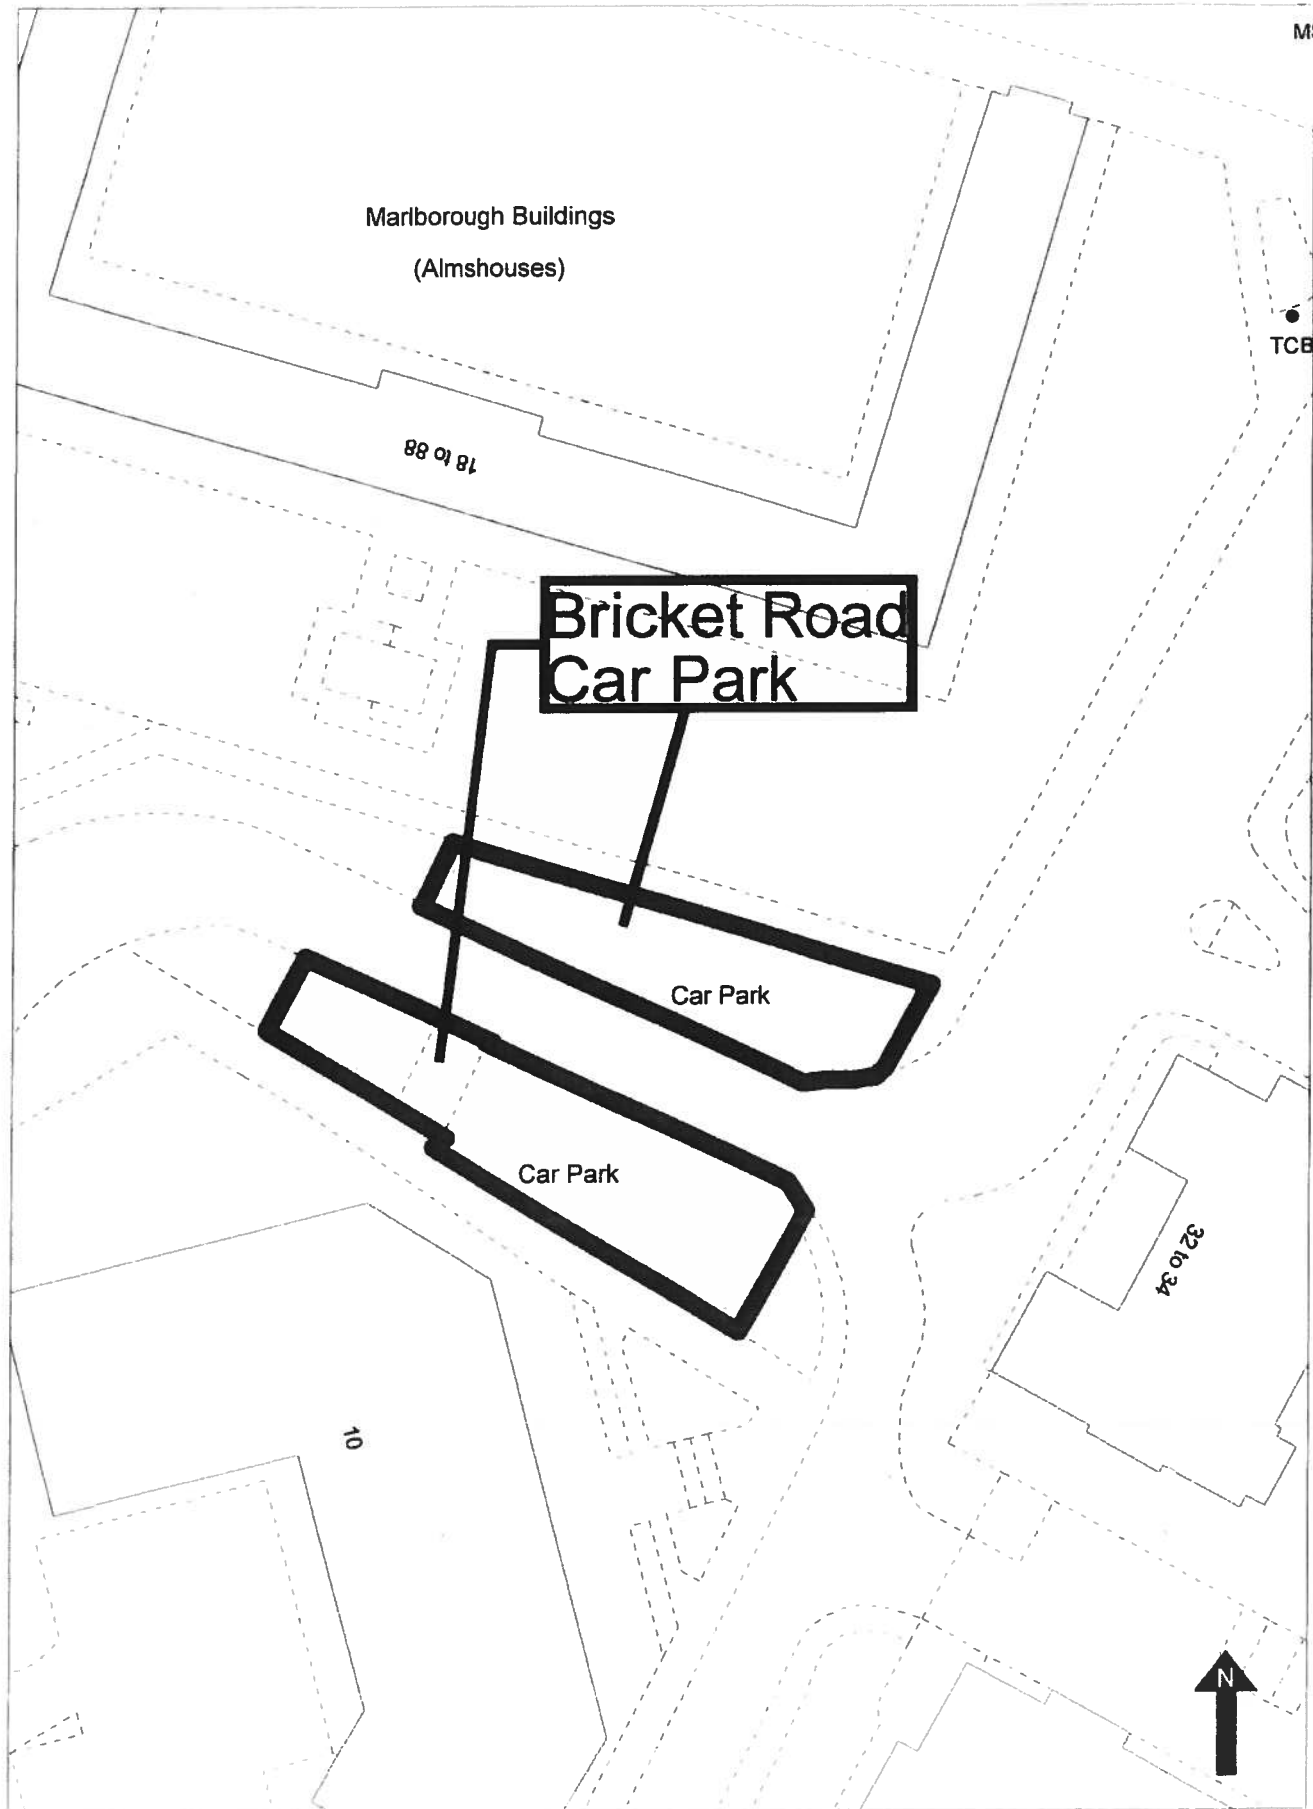 Marlborough Buildings
(Almshouses)
TCB
18 to 88
Bricket Road
Car Park
Car Park
Car Park
32 to 34
10
N